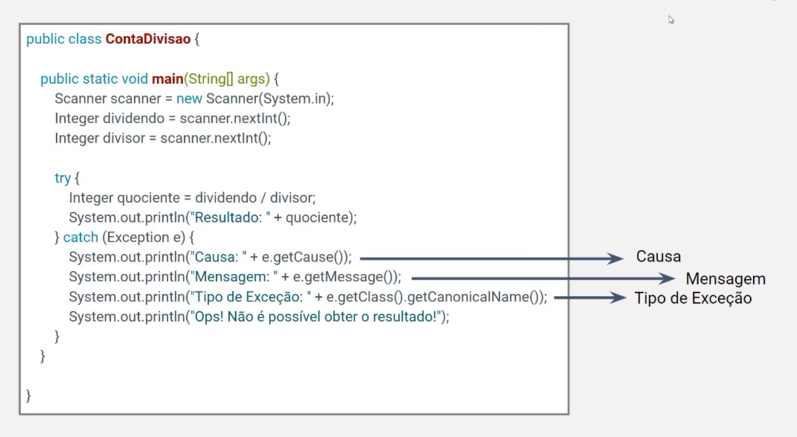 public class ContaDivisao {
public static void main(String[] args) {
Scanner scanner = new Scanner(System.in);
Integer dividendo = scanner.nextInt();
Integer divisor = scanner.nextInt();
try {
Integer quociente = dividendo / divisor;
System.out.println("Resultado: " + quociente);
} catch (Exception e) {
System.out.println("Causa: " + e.getCause());
Causa
System.out.println("Mensagem: " + e.getMessage());
Mensagem
System.out.println("Tipo de Exceção: " + e.getClass().getCanonicalName());
Tipo de Exceção
System.out.println("Ops! Não é possível obter o resultado!");
}
}
}